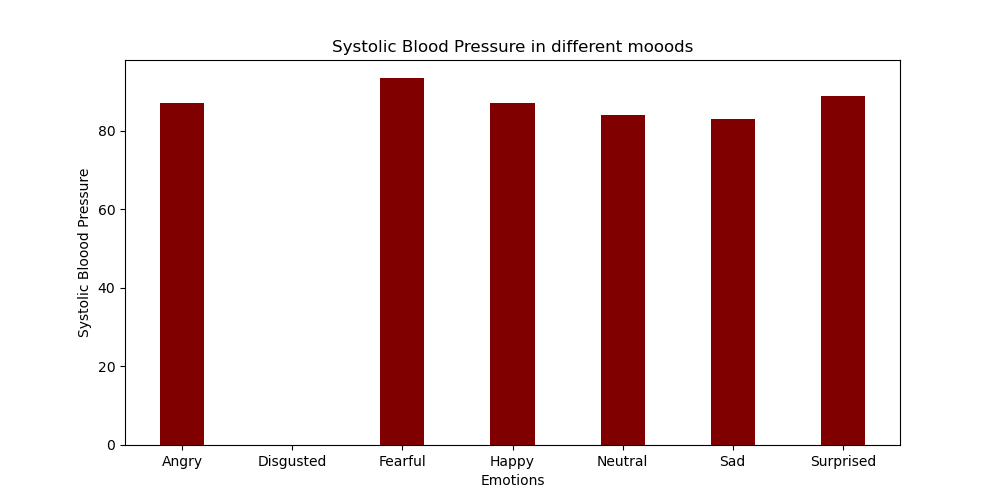 Systolic Blood Pressure in different mooods
Systolic Bloood Pressure
80
60
40
20
0
Angry Disgusted Fearful Happy Neutral Sad Surprised
Emotions